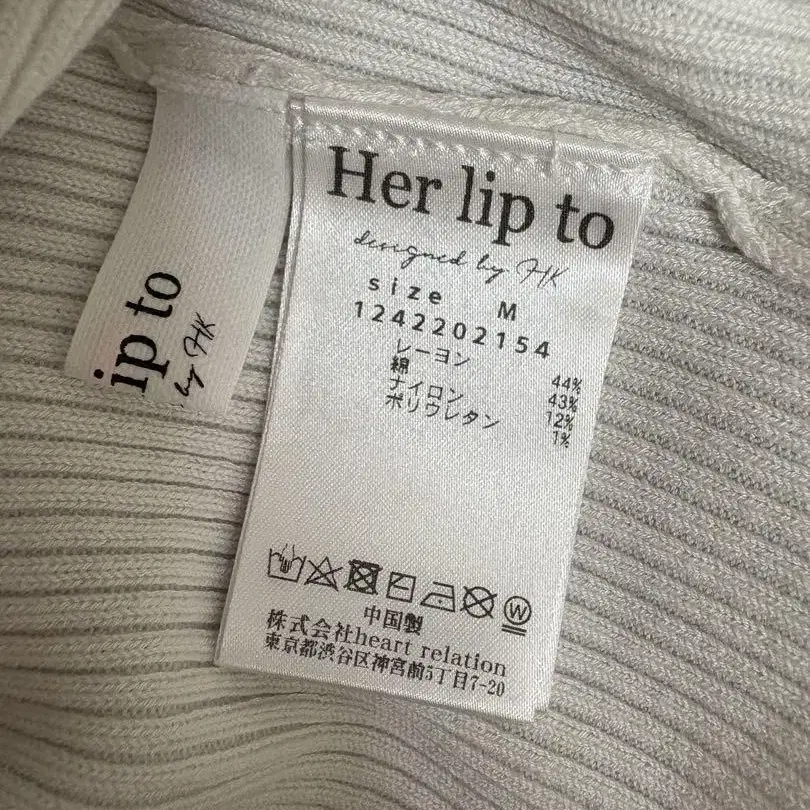 Her lip to
designed by HK
size M
1242202154
レーヨン 44%
綿 43%
ナイロン 12%
ポリウレタン 1%
W
中国製
株式会社heart relation
東京都渋谷区神宮前5丁目7-20
ip to
by HK